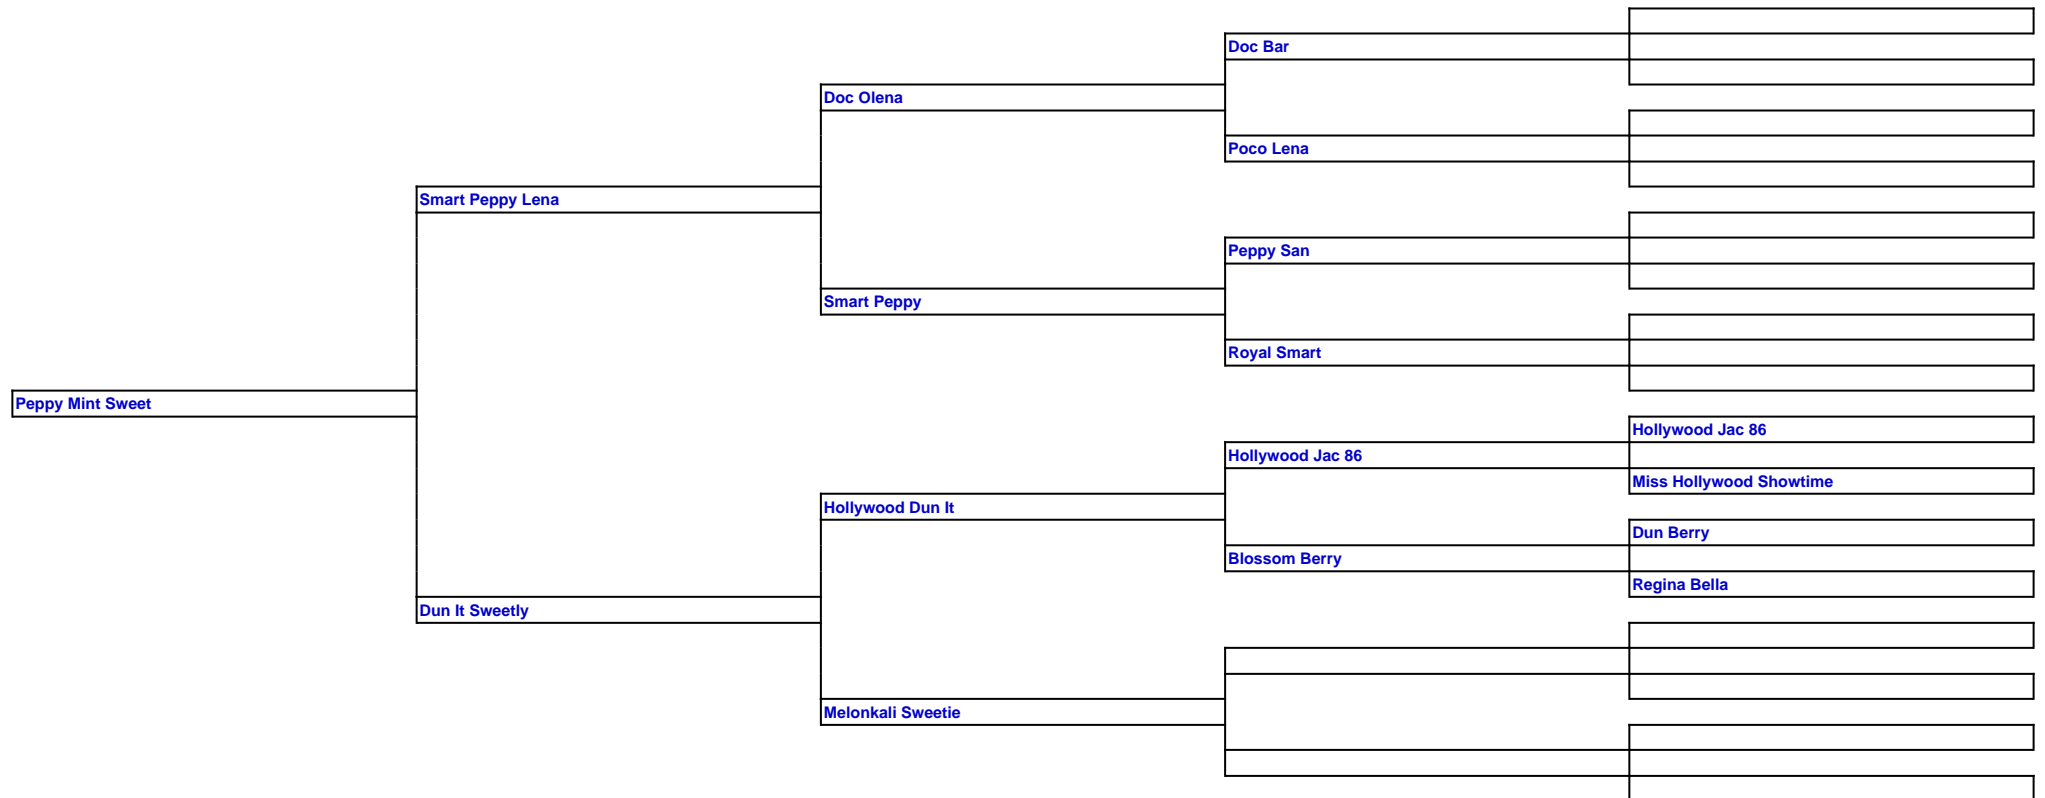 Doc Bar
Doc Olena
Poco Lena
Smart Peppy Lena
Peppy San
Smart Peppy
Royal Smart
Peppy Mint Sweet
Hollywood Jac 86
Hollywood Jac 86
Miss Hollywood Showtime
Hollywood Dun It
Dun Berry
Blossom Berry
Regina Bella
Dun It Sweetly
Melonkali Sweetie